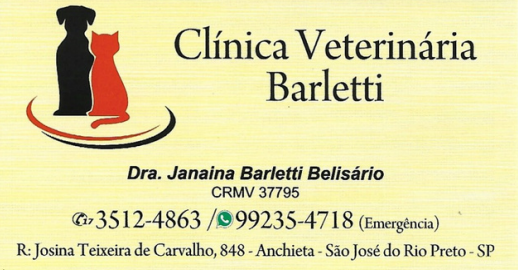 Clínica Veterinária
Barletti
Dra. Janaina Barletti Belisário
CRMV 37795
✆17 3512-4863 / 99235-4718 (Emergência)
R: Josina Teixeira de Carvalho, 848 - Anchieta - São José do Rio Preto - SP